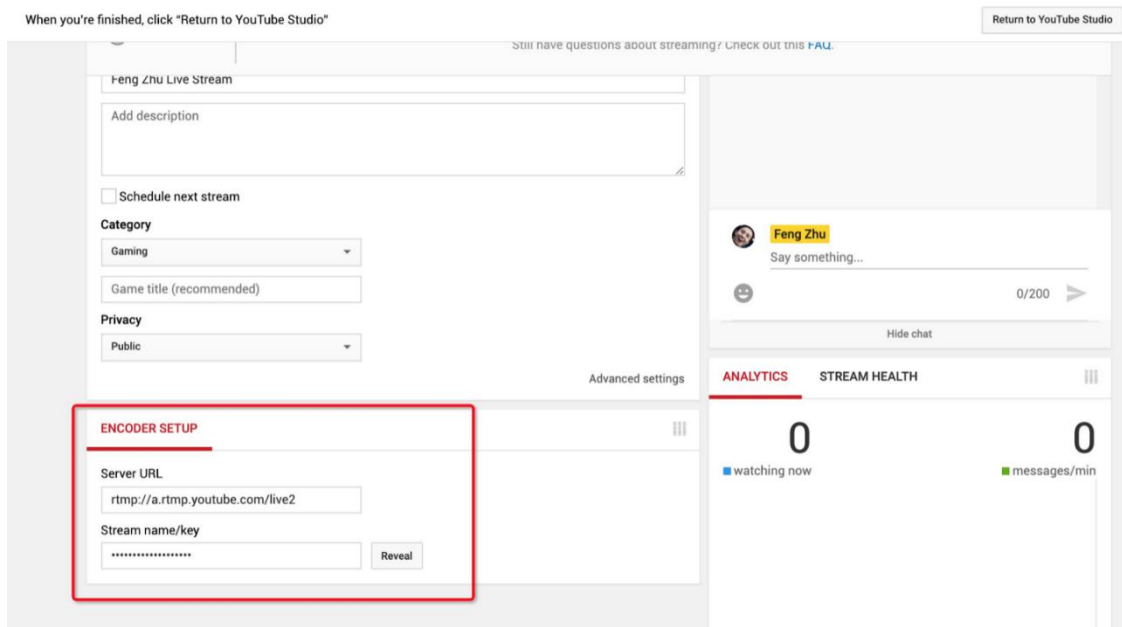 When you're finished, click “Return to YouTube Studio”
Return to YouTube Studio
Still have questions about streaming? Check out this FAQ.
Feng Zhu Live Stream
Add description
Schedule next stream
Category
Gaming
Game title (recommended)
Privacy
Public
Advanced settings
ENCODER SETUP
Server URL
rtmp://a.rtmp.youtube.com/live2
Stream name/key
••••••••••••••••••• Reveal
Feng Zhu
Say something...
0/200
Hide chat
ANALYTICS STREAM HEALTH
0 0
watching now messages/min